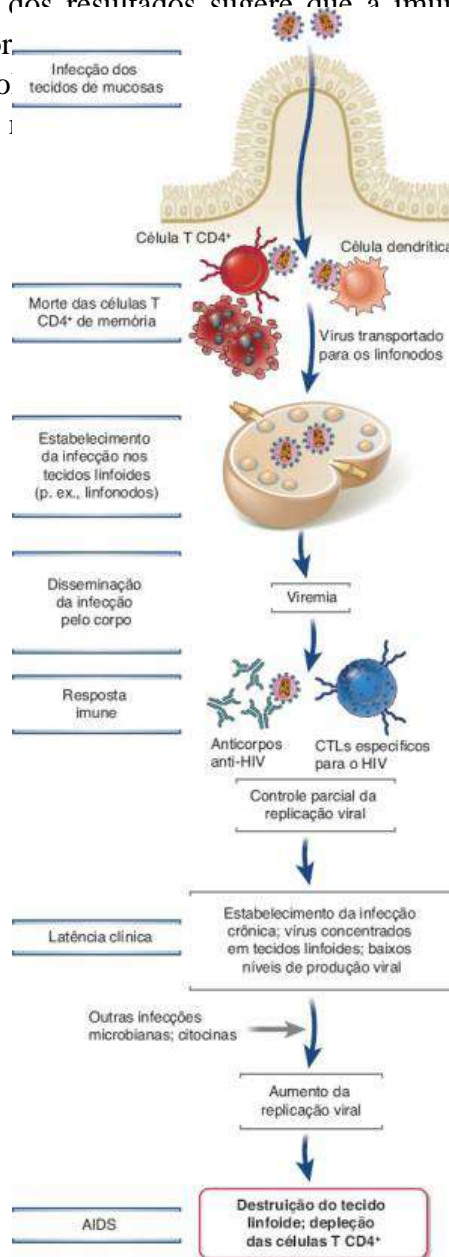 dos resultados sugere que a
Infecção dos
tecidos de mucosas
Célula T CD4+
Célula dendrítica
Morte das células T
CD4+ de memória
Vírus transportado
para os linfonodos
Estabelecimento
da infecção nos
tecidos linfoides
(p. ex., linfonodos)
Disseminação
da infecção
pelo corpo
Viremia
Resposta
imune
Anticorpos
anti-HIV
CTLs específicos
para o HIV
Controle parcial da
replicação viral
Latência clínica
Estabelecimento da infecção
crônica; vírus concentrados
em tecidos linfoides; baixos
níveis de produção viral
Outras infecções
microbianas; citocinas
Aumento da
replicação viral
AIDS
Destruição do tecido
linfoide; depleção
das células T CD4+